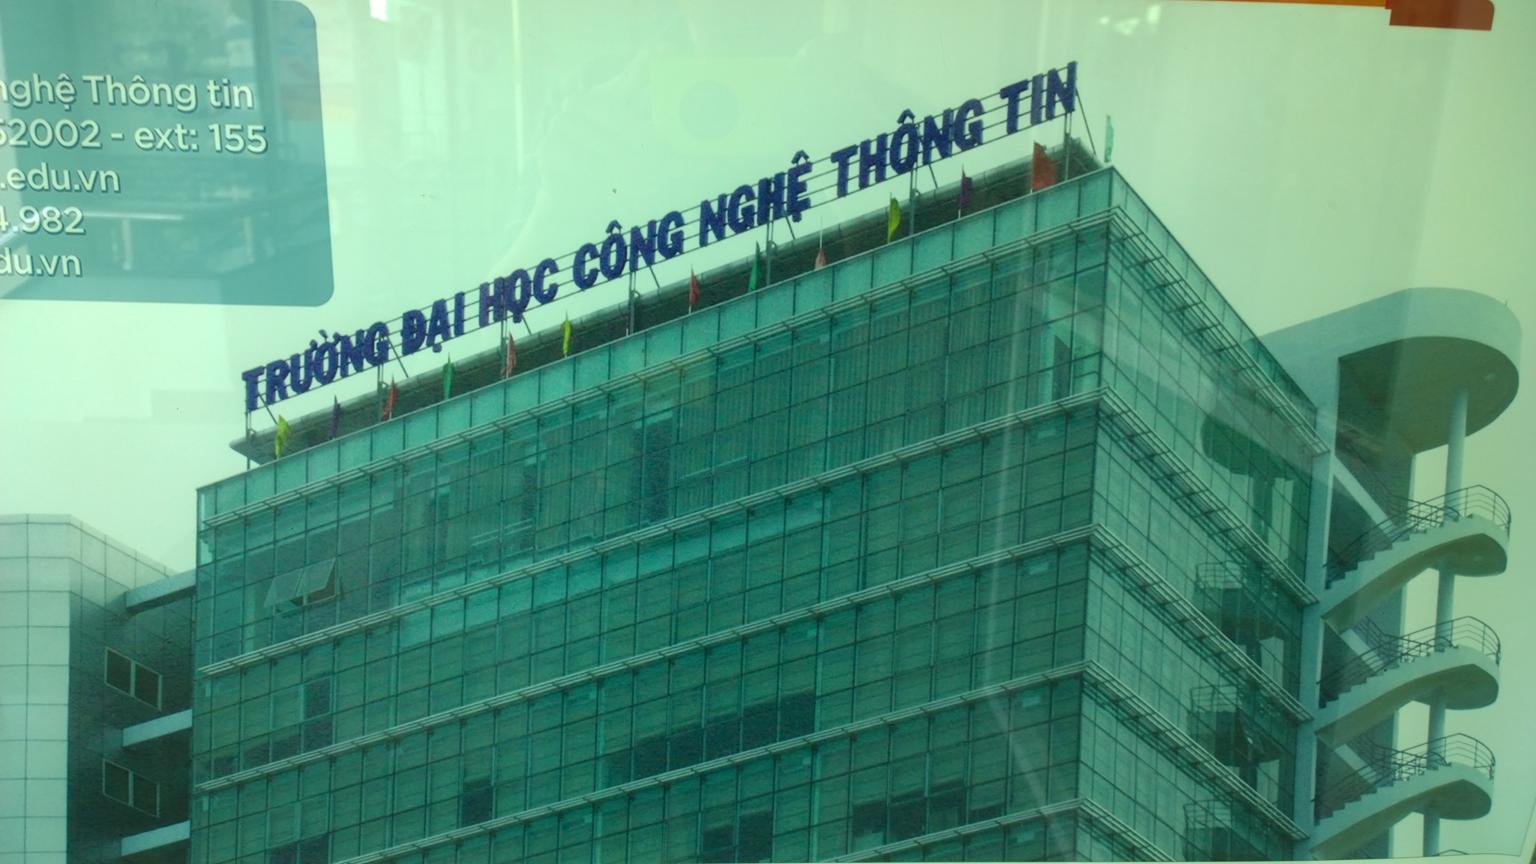 nghệ Thông tin
52002 - ext: 155
.edu.vn
4.982
du.vn
TRƯỜNG ĐẠI HỌC CÔNG NGHỆ THÔNG TIN